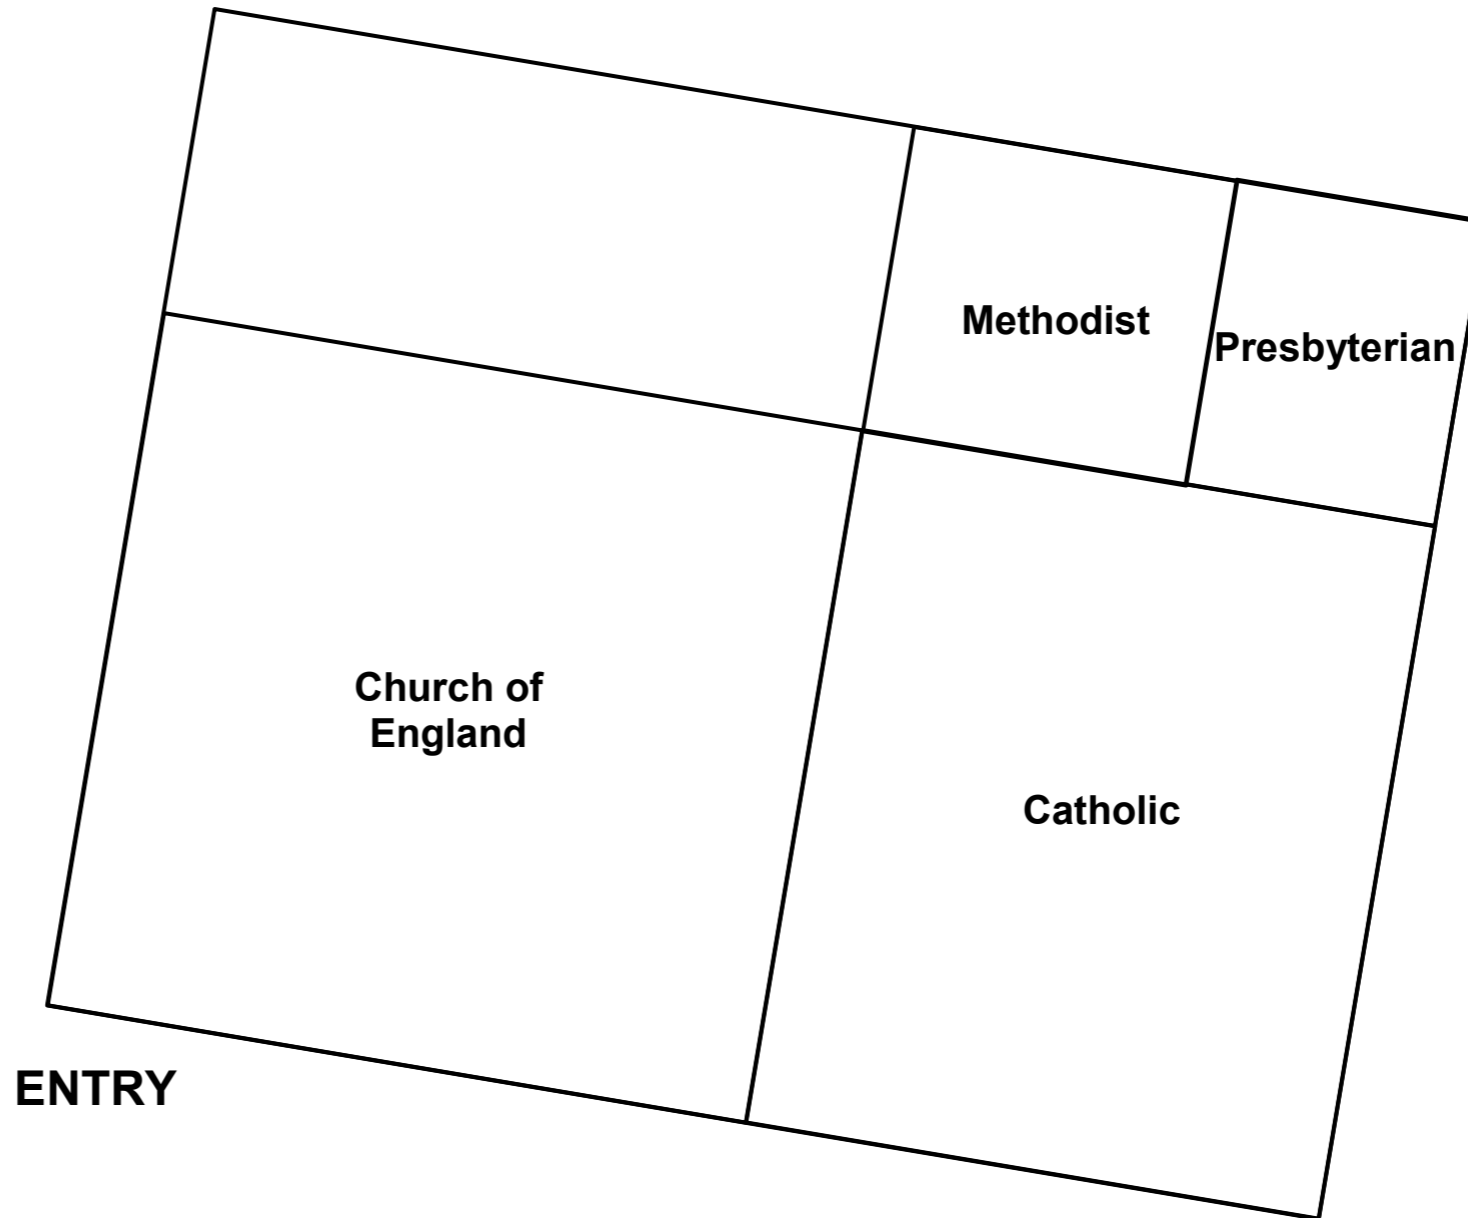 Methodist
Presbyterian
Church of
England
Catholic
ENTRY